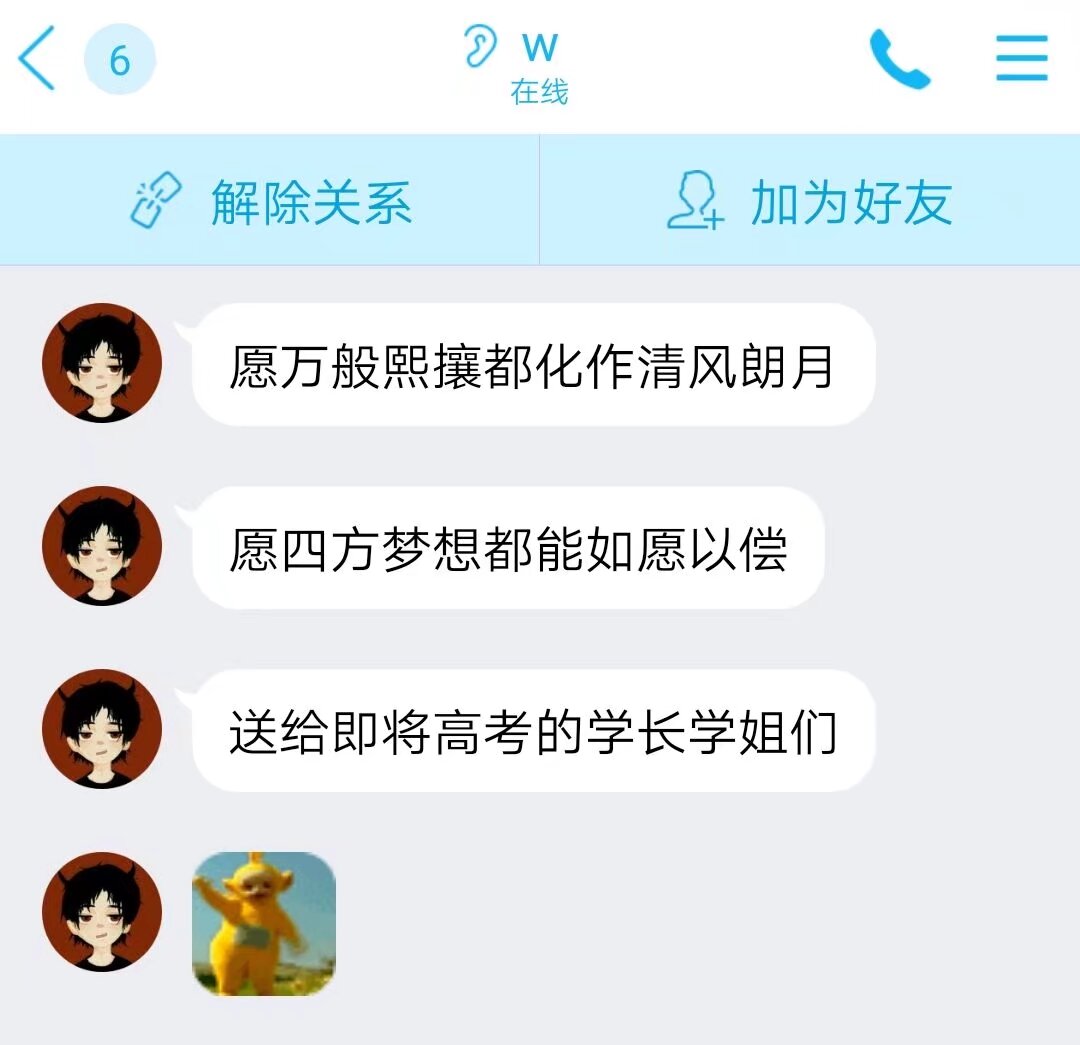 6
W
在线
解除关系
加为好友
愿万般熙攘都化作清风朗月
愿四方梦想都能如愿以偿
送给即将高考的学长学姐们